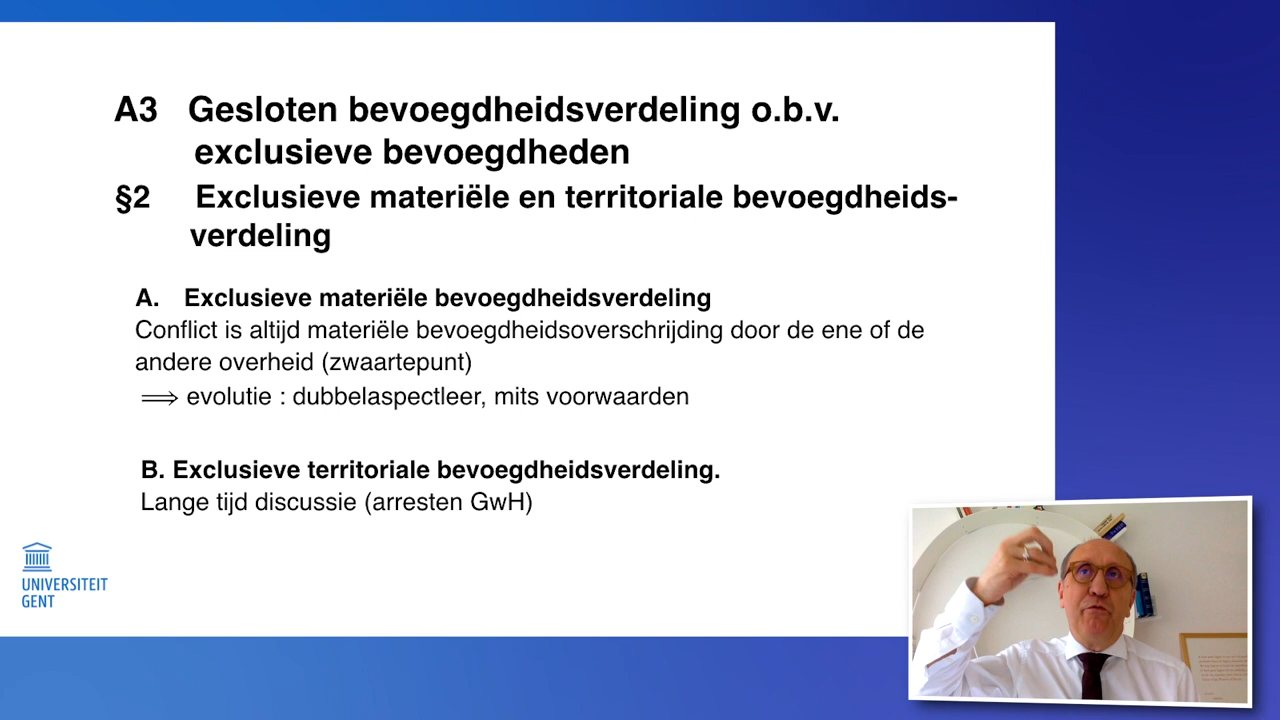 A3 Gesloten bevoegdheidsverdeling o.b.v.
exclusieve bevoegdheden
§2 Exclusieve materiële en territoriale bevoegdheids-
verdeling
A. Exclusieve materiële bevoegdheidsverdeling
Conflict is altijd materiële bevoegdheidsoverschrijding door de ene of de
andere overheid (zwaartepunt)
⟹ evolutie : dubbelaspectleer, mits voorwaarden
B. Exclusieve territoriale bevoegdheidsverdeling.
Lange tijd discussie (arresten GwH)
UNIVERSITEIT
GENT